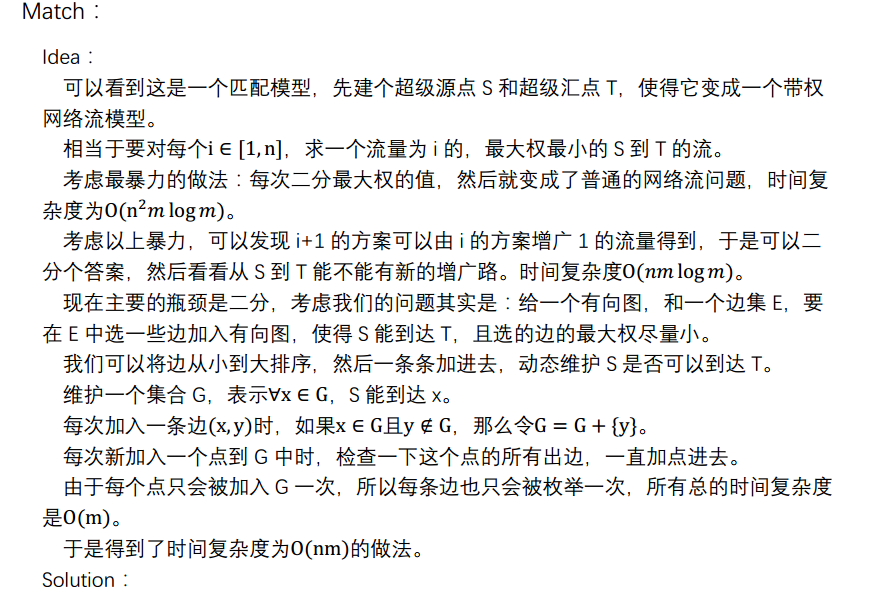 Match：
Idea：
可以看到这是一个匹配模型，先建个超级源点 S 和超级汇点 T，使得它变成一个带权
网络流模型。
相当于要对每个i ∈ [1, n]，求一个流量为 i 的，最大权最小的 S 到 T 的流。
考虑最暴力的做法：每次二分最大权的值，然后就变成了普通的网络流问题，时间复
杂度为O(n²m log m)。
考虑以上暴力，可以发现 i+1 的方案可以由 i 的方案增广 1 的流量得到，于是可以二
分个答案，然后看看从 S 到 T 能不能有新的增广路。时间复杂度O(nm log m)。
现在主要的瓶颈是二分，考虑我们的问题其实是：给一个有向图，和一个边集 E，要
在 E 中选一些边加入有向图，使得 S 能到达 T，且选的边的最大权尽量小。
我们可以将边从小到大排序，然后一条条加进去，动态维护 S 是否可以到达 T。
维护一个集合 G，表示∀x ∈ G，S 能到达 x。
每次加入一条边(x, y)时，如果x ∈ G且y ∉ G，那么令G = G + {y}。
每次新加入一个点到 G 中时，检查一下这个点的所有出边，一直加点进去。
由于每个点只会被加入 G 一次，所以每条边也只会被枚举一次，所有总的时间复杂度
是O(m)。
于是得到了时间复杂度为O(nm)的做法。
Solution：